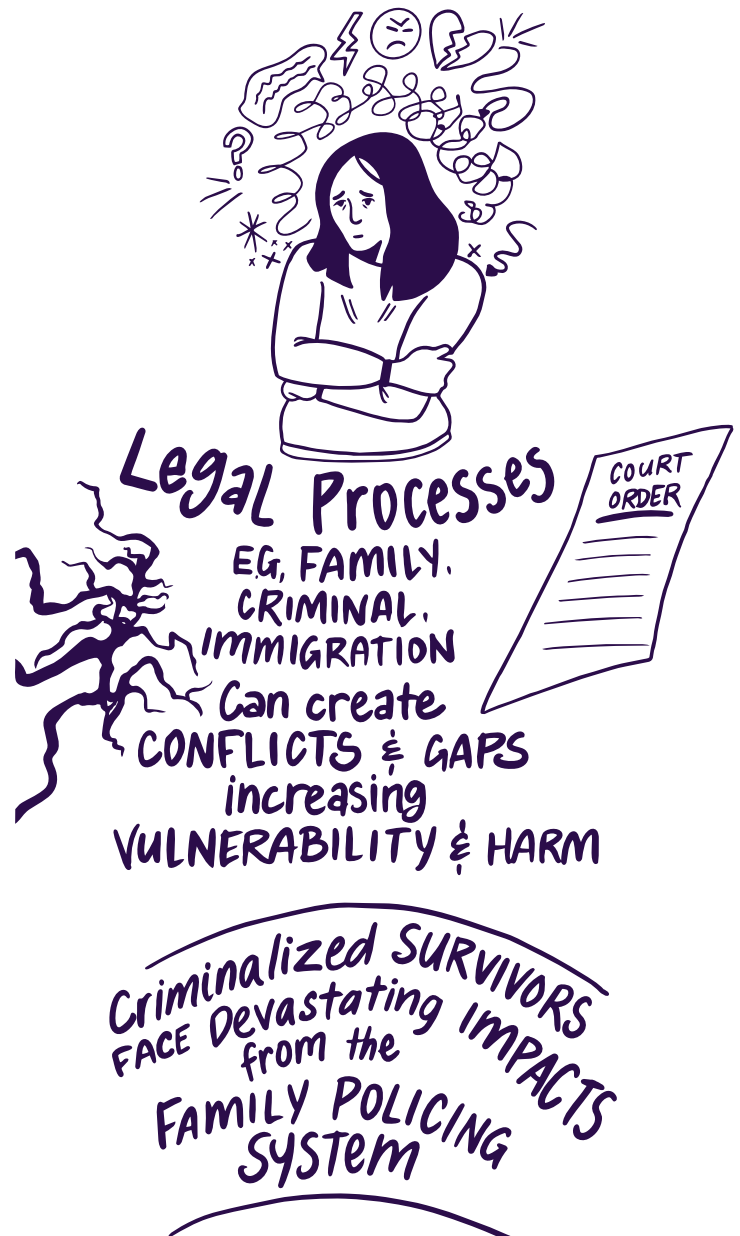 Legal Processes
E.G, FAMILY,
CRIMINAL,
IMMIGRATION
Can create
CONFLICTS & GAPS
increasing
VULNERABILITY & HARM
COURT
ORDER
Criminalized SURVIVORS
FACE Devastating IMPACTS
from the
FAMILY POLICING
SYSTEM